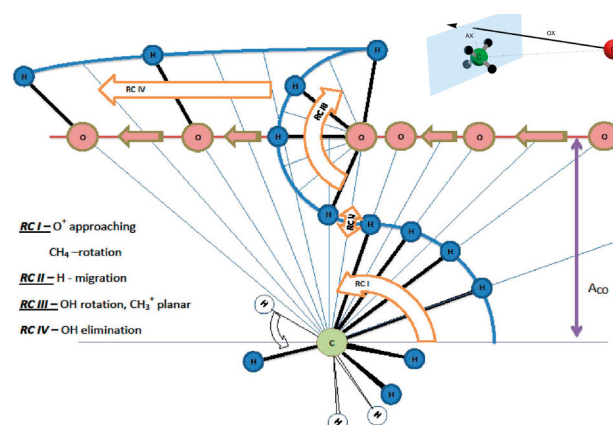 AX
OX
H
H
H
RC IV
H
RC III
O
O
H
O
O
O
O
H
RC II
H
H
RC I – O⁺ approaching
CH₄ –rotation
RC II – H - migration
RC III – OH rotation, CH₃⁺ planar
RC IV – OH elimination
H
RC I
H
A_CO
H
C
H
H
H
H
H